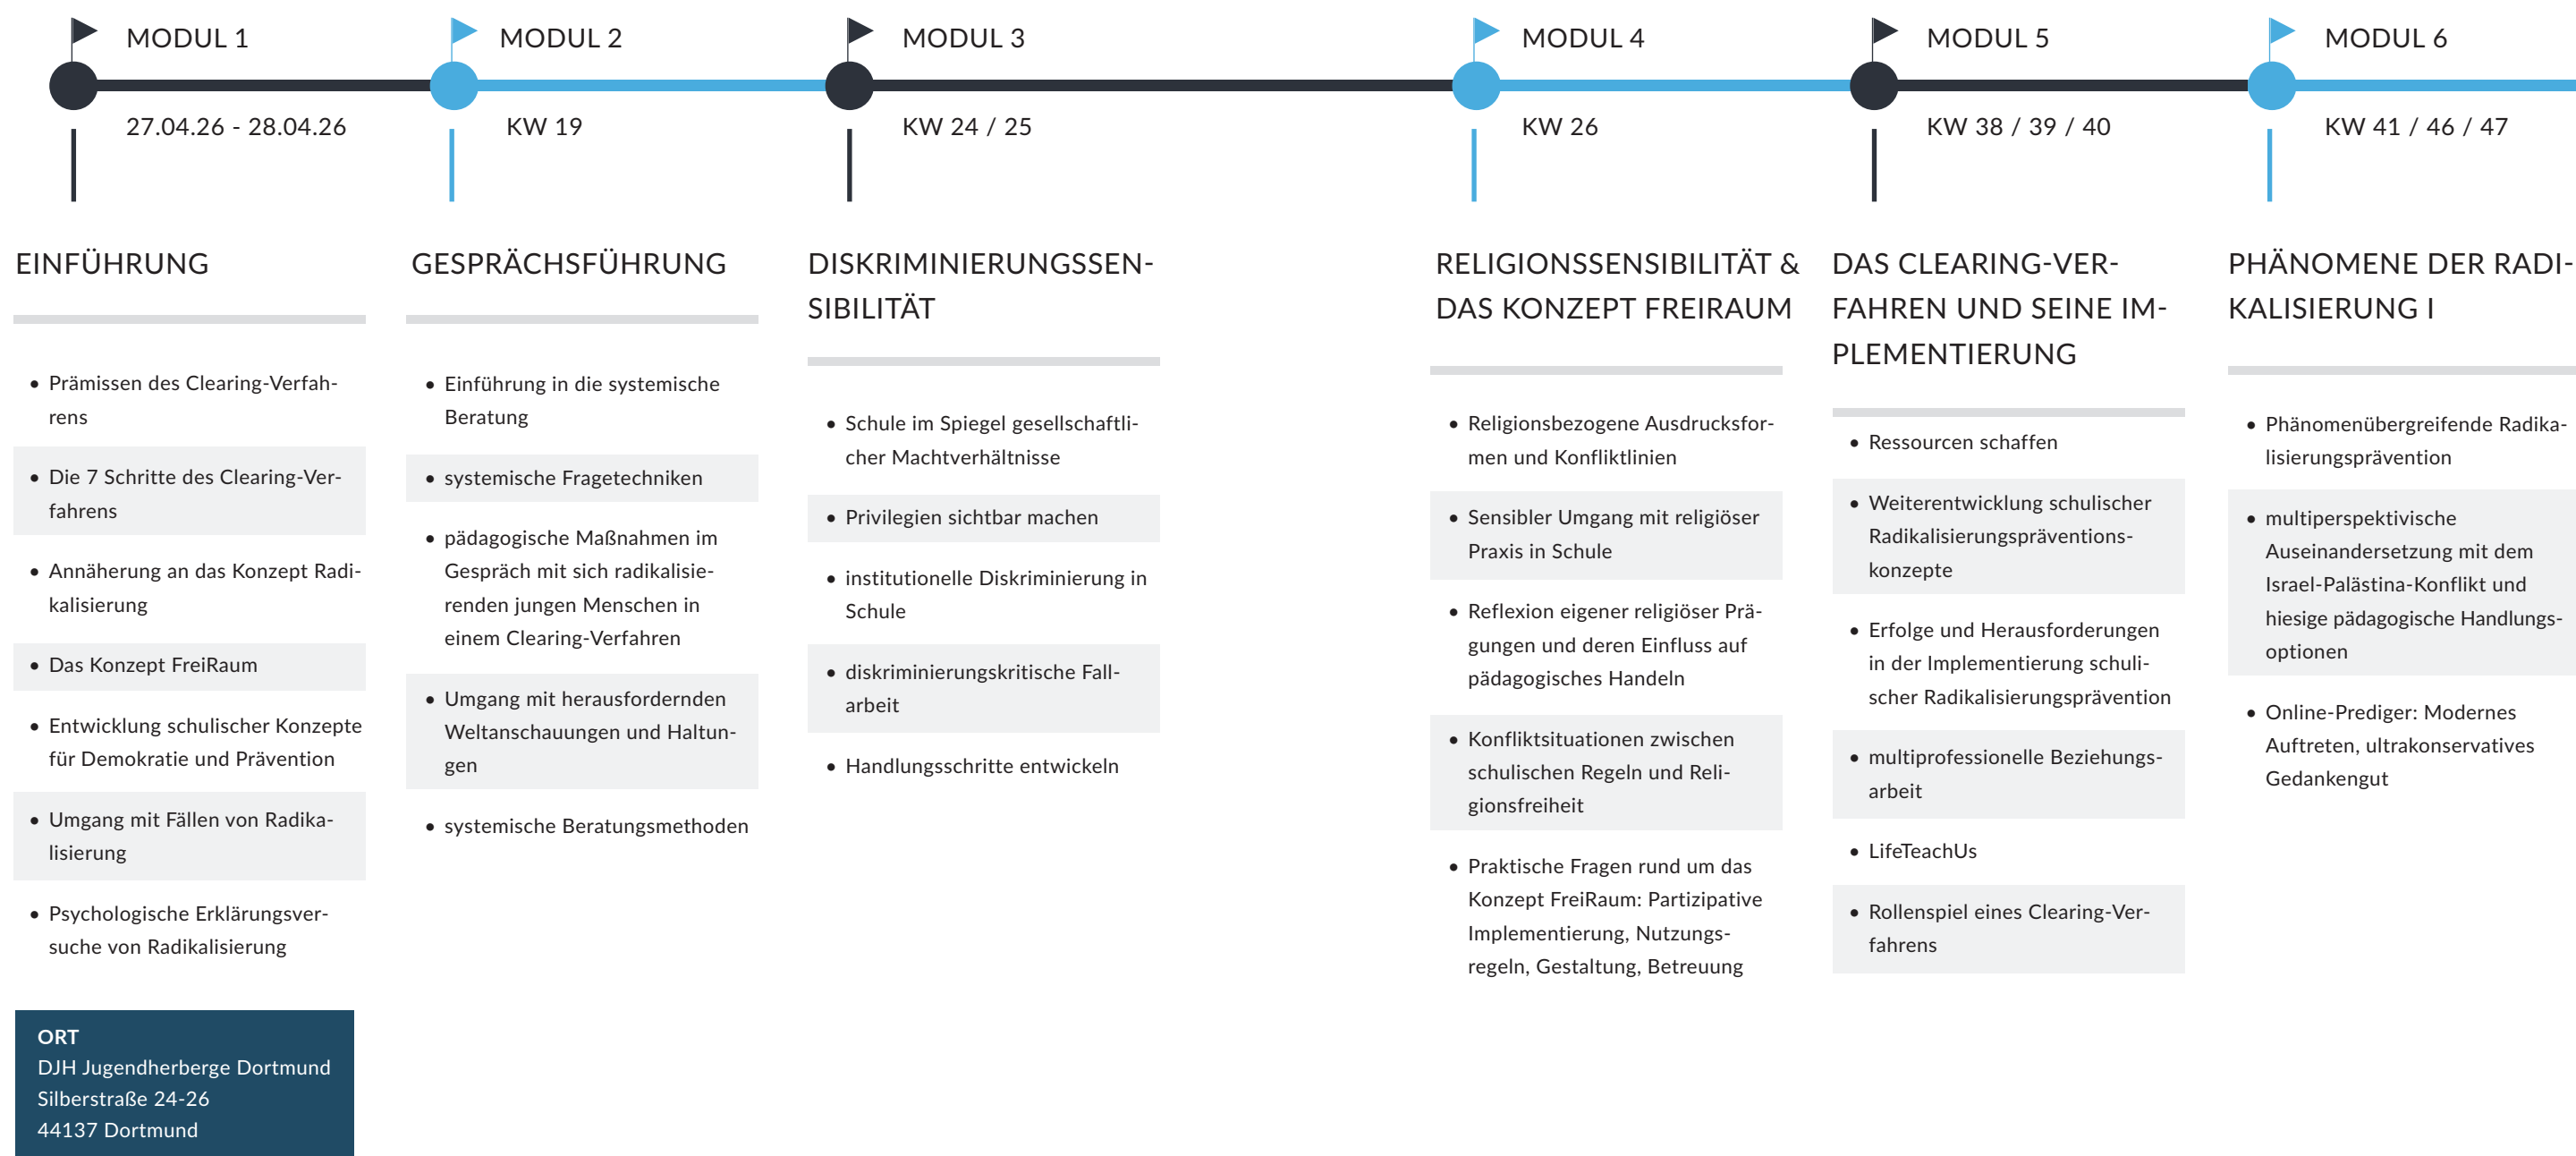 MODUL 1
27.04.26 - 28.04.26
EINFÜHRUNG
• Prämissen des Clearing-Verfah-
rens
• Die 7 Schritte des Clearing-Ver-
fahrens
• Annäherung an das Konzept Radi-
kalisierung
• Das Konzept FreiRaum
• Entwicklung schulischer Konzepte
für Demokratie und Prävention
• Umgang mit Fällen von Radika-
lisierung
• Psychologische Erklärungsver-
suche von Radikalisierung
ORT
DJH Jugendherberge Dortmund
Silberstraße 24-26
44137 Dortmund
MODUL 2
KW 19
GESPRÄCHSFÜHRUNG
• Einführung in die systemische
Beratung
• systemische Fragetechniken
• pädagogische Maßnahmen im
Gespräch mit sich radikalisie-
renden jungen Menschen in
einem Clearing-Verfahren
• Umgang mit herausfordernden
Weltanschauungen und Haltun-
gen
• systemische Beratungsmethoden
MODUL 3
KW 24 / 25
DISKRIMINIERUNGSSEN-
SIBILITÄT
• Schule im Spiegel gesellschaftli-
cher Machtverhältnisse
• Privilegien sichtbar machen
• institutionelle Diskriminierung in
Schule
• diskriminierungskritische Fall-
arbeit
• Handlungsschritte entwickeln
MODUL 4
KW 26
RELIGIONSSENSIBILITÄT &
DAS KONZEPT FREIRAUM
• Religionsbezogene Ausdrucksfor-
men und Konfliktlinien
• Sensibler Umgang mit religiöser
Praxis in Schule
• Reflexion eigener religiöser Prä-
gungen und deren Einfluss auf
pädagogisches Handeln
• Konfliktsituationen zwischen
schulischen Regeln und Reli-
gionsfreiheit
• Praktische Fragen rund um das
Konzept FreiRaum: Partizipative
Implementierung, Nutzungs-
regeln, Gestaltung, Betreuung
MODUL 5
KW 38 / 39 / 40
DAS CLEARING-VER-
FAHREN UND SEINE IM-
PLEMENTIERUNG
• Ressourcen schaffen
• Weiterentwicklung schulischer
Radikalisierungspräventions-
konzepte
• Erfolge und Herausforderungen
in der Implementierung schuli-
scher Radikalisierungsprävention
• multiprofessionelle Beziehungs-
arbeit
• LifeTeachUs
• Rollenspiel eines Clearing-Ver-
fahrens
MODUL 6
KW 41 / 46 / 47
PHÄNOMENE DER RADI-
KALISIERUNG I
• Phänomenübergreifende Radika-
lisierungsprävention
• multiperspektivische
Auseinandersetzung mit dem
Israel-Palästina-Konflikt und
hiesige pädagogische Handlungs-
optionen
• Online-Prediger: Modernes
Auftreten, ultrakonservatives
Gedankengut